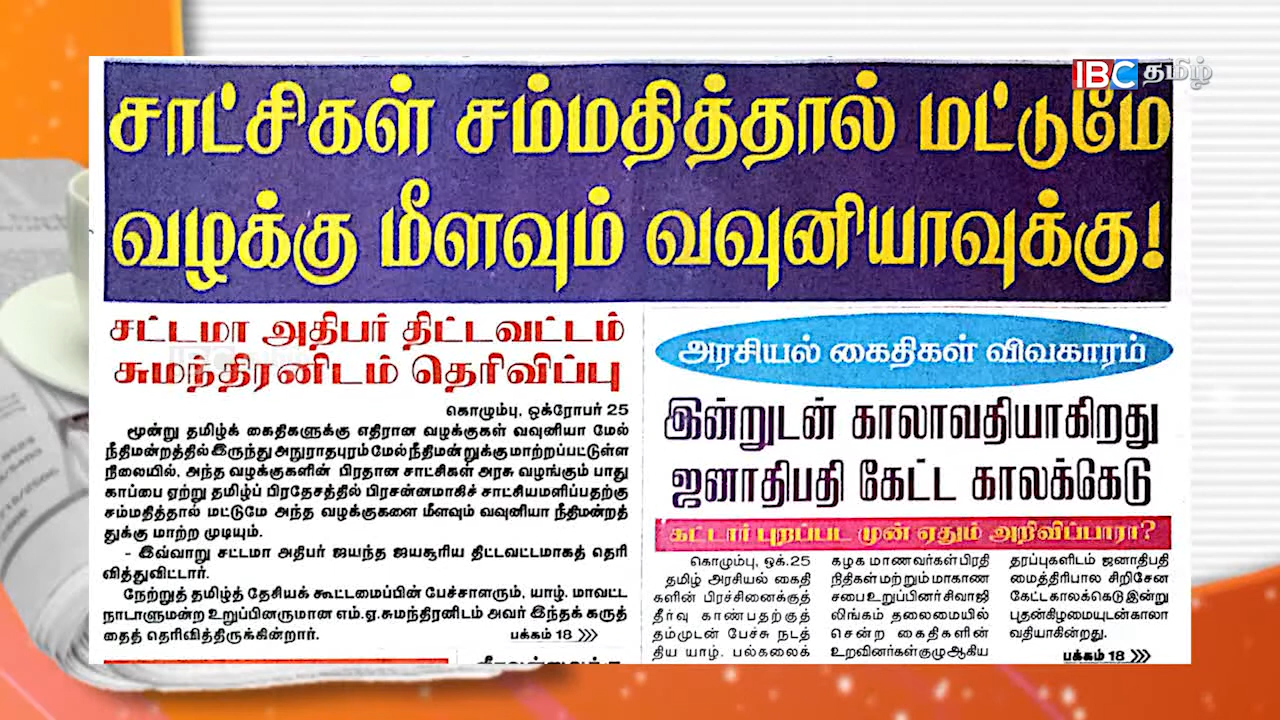 IBC தமிழ்
சாட்சிகள் சம்மதித்தால் மட்டுமே
வழக்கு மீளவும் வவுனியாவுக்கு!
சட்டமா அதிபர் திட்டவட்டம்
சுமந்திரனிடம் தெரிவிப்பு
கொழும்பு, ஒக்ரோபர் 25
மூன்று தமிழ்க் கைதிகளுக்கு எதிரான வழக்குகள் வவுனியா மேல்
நீதிமன்றத்தில் இருந்து அநுராதபுரம் மேல் நீதிமன்றுக்கு மாற்றப்பட்டுள்ள
நிலையில், அந்த வழக்குகளின் பிரதான சாட்சிகள் அரசு வழங்கும் பாது
காப்பை ஏற்று தமிழ்ப் பிரதேசத்தில் பிரசன்னமாகிச் சாட்சியமளிப்பதற்கு
சம்மதித்தால் மட்டுமே அந்த வழக்குகளை மீளவும் வவுனியா நீதிமன்றத்
துக்கு மாற்ற முடியும்.
- இவ்வாறு சட்டமா அதிபர் ஜயந்த ஜயசூரிய திட்டவட்டமாகத் தெரி
வித்துவிட்டார்.
நேற்றுத் தமிழ்த் தேசியக் கூட்டமைப்பின் பேச்சாளரும், யாழ். மாவட்ட
நாடாளுமன்ற உறுப்பினருமான எம்.ஏ.சுமந்திரனிடம் அவர் இந்தக் கருத்
தைத் தெரிவித்திருக்கின்றார்.
பக்கம் 18
அரசியல் கைதிகள் விவகாரம்
இன்றுடன் காலாவதியாகிறது
ஜனாதிபதி கேட்ட காலக்கெடு
கட்டார் புறப்பட முன் ஏதும் அறிவிப்பாரா?
கொழும்பு, ஒக்.25
தமிழ் அரசியல் கைதி
களின் பிரச்சினைக்குத்
தீர்வு காண்பதற்குத்
தம்முடன் பேச்சு நடத்
திய யாழ். பல்கலைக்
கழக மாணவர்கள் பிரதி
நிதிகள் மற்றும் மாகாண
சபை உறுப்பினர் சிவாஜி
லிங்கம் தலைமையில்
சென்ற கைதிகளின்
உறவினர்கள் குழு ஆகிய
தரப்புகளிடம் ஜனாதிபதி
மைத்திரிபால சிறிசேன
கேட்ட காலக்கெடு இன்று
புதன்கிழமையுடன் காலா
வதியாகின்றது.
பக்கம் 18